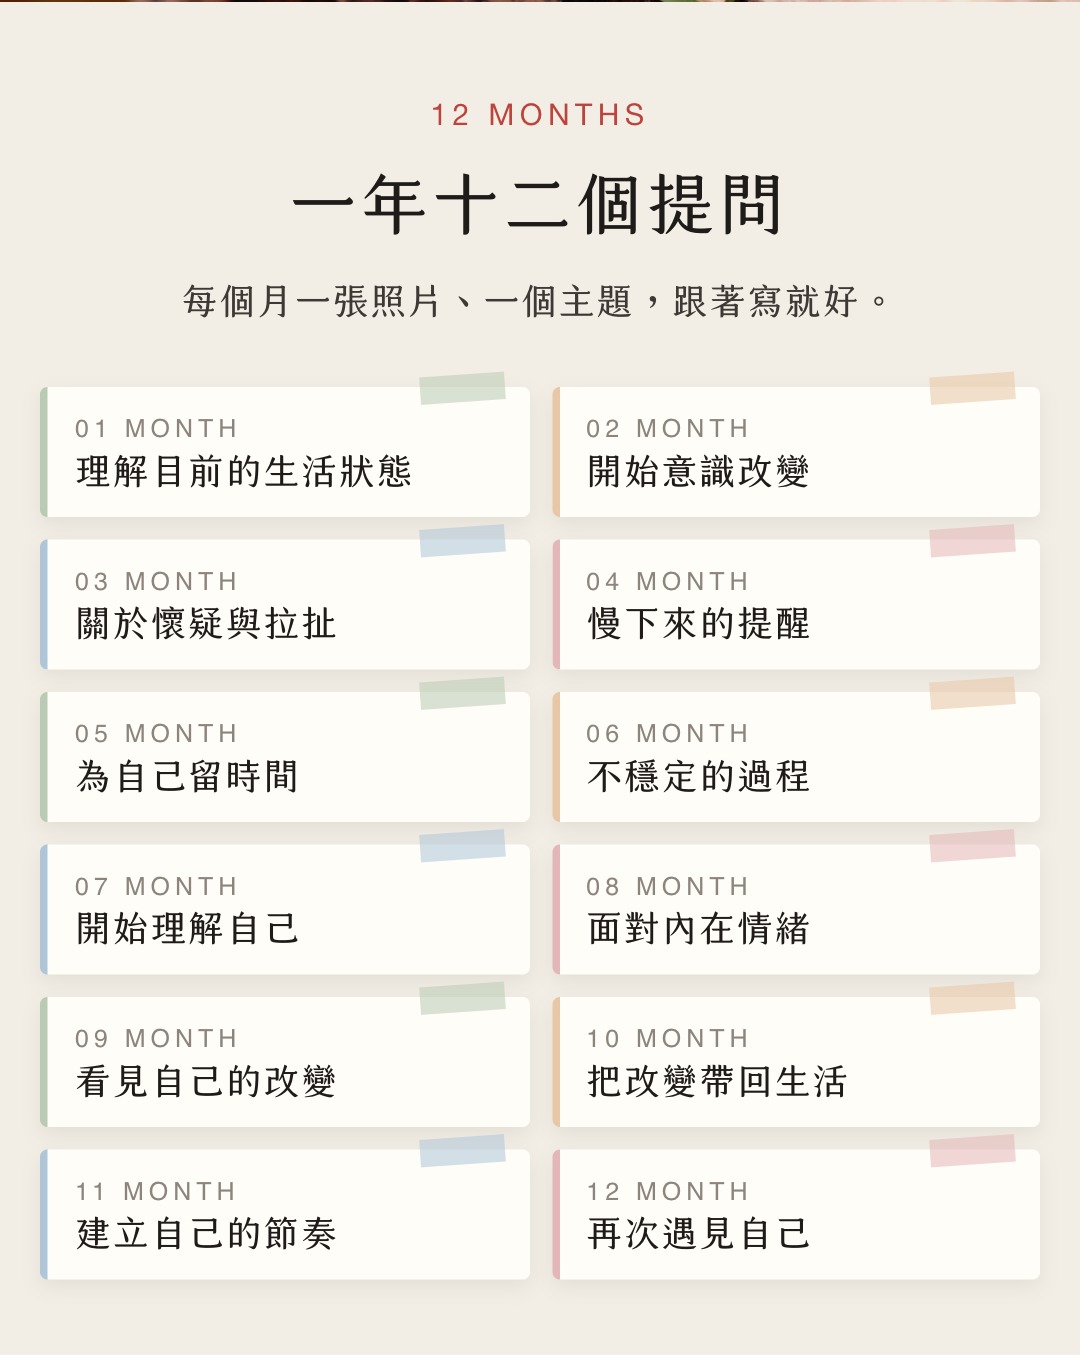 12 MONTHS
一年十二個提問
每個月一張照片、一個主題，跟著寫就好。
01 MONTH
理解目前的生活狀態
02 MONTH
開始意識改變
03 MONTH
關於懷疑與拉扯
04 MONTH
慢下來的提醒
05 MONTH
為自己留時間
06 MONTH
不穩定的過程
07 MONTH
開始理解自己
08 MONTH
面對內在情緒
09 MONTH
看見自己的改變
10 MONTH
把改變帶回生活
11 MONTH
建立自己的節奏
12 MONTH
再次遇見自己